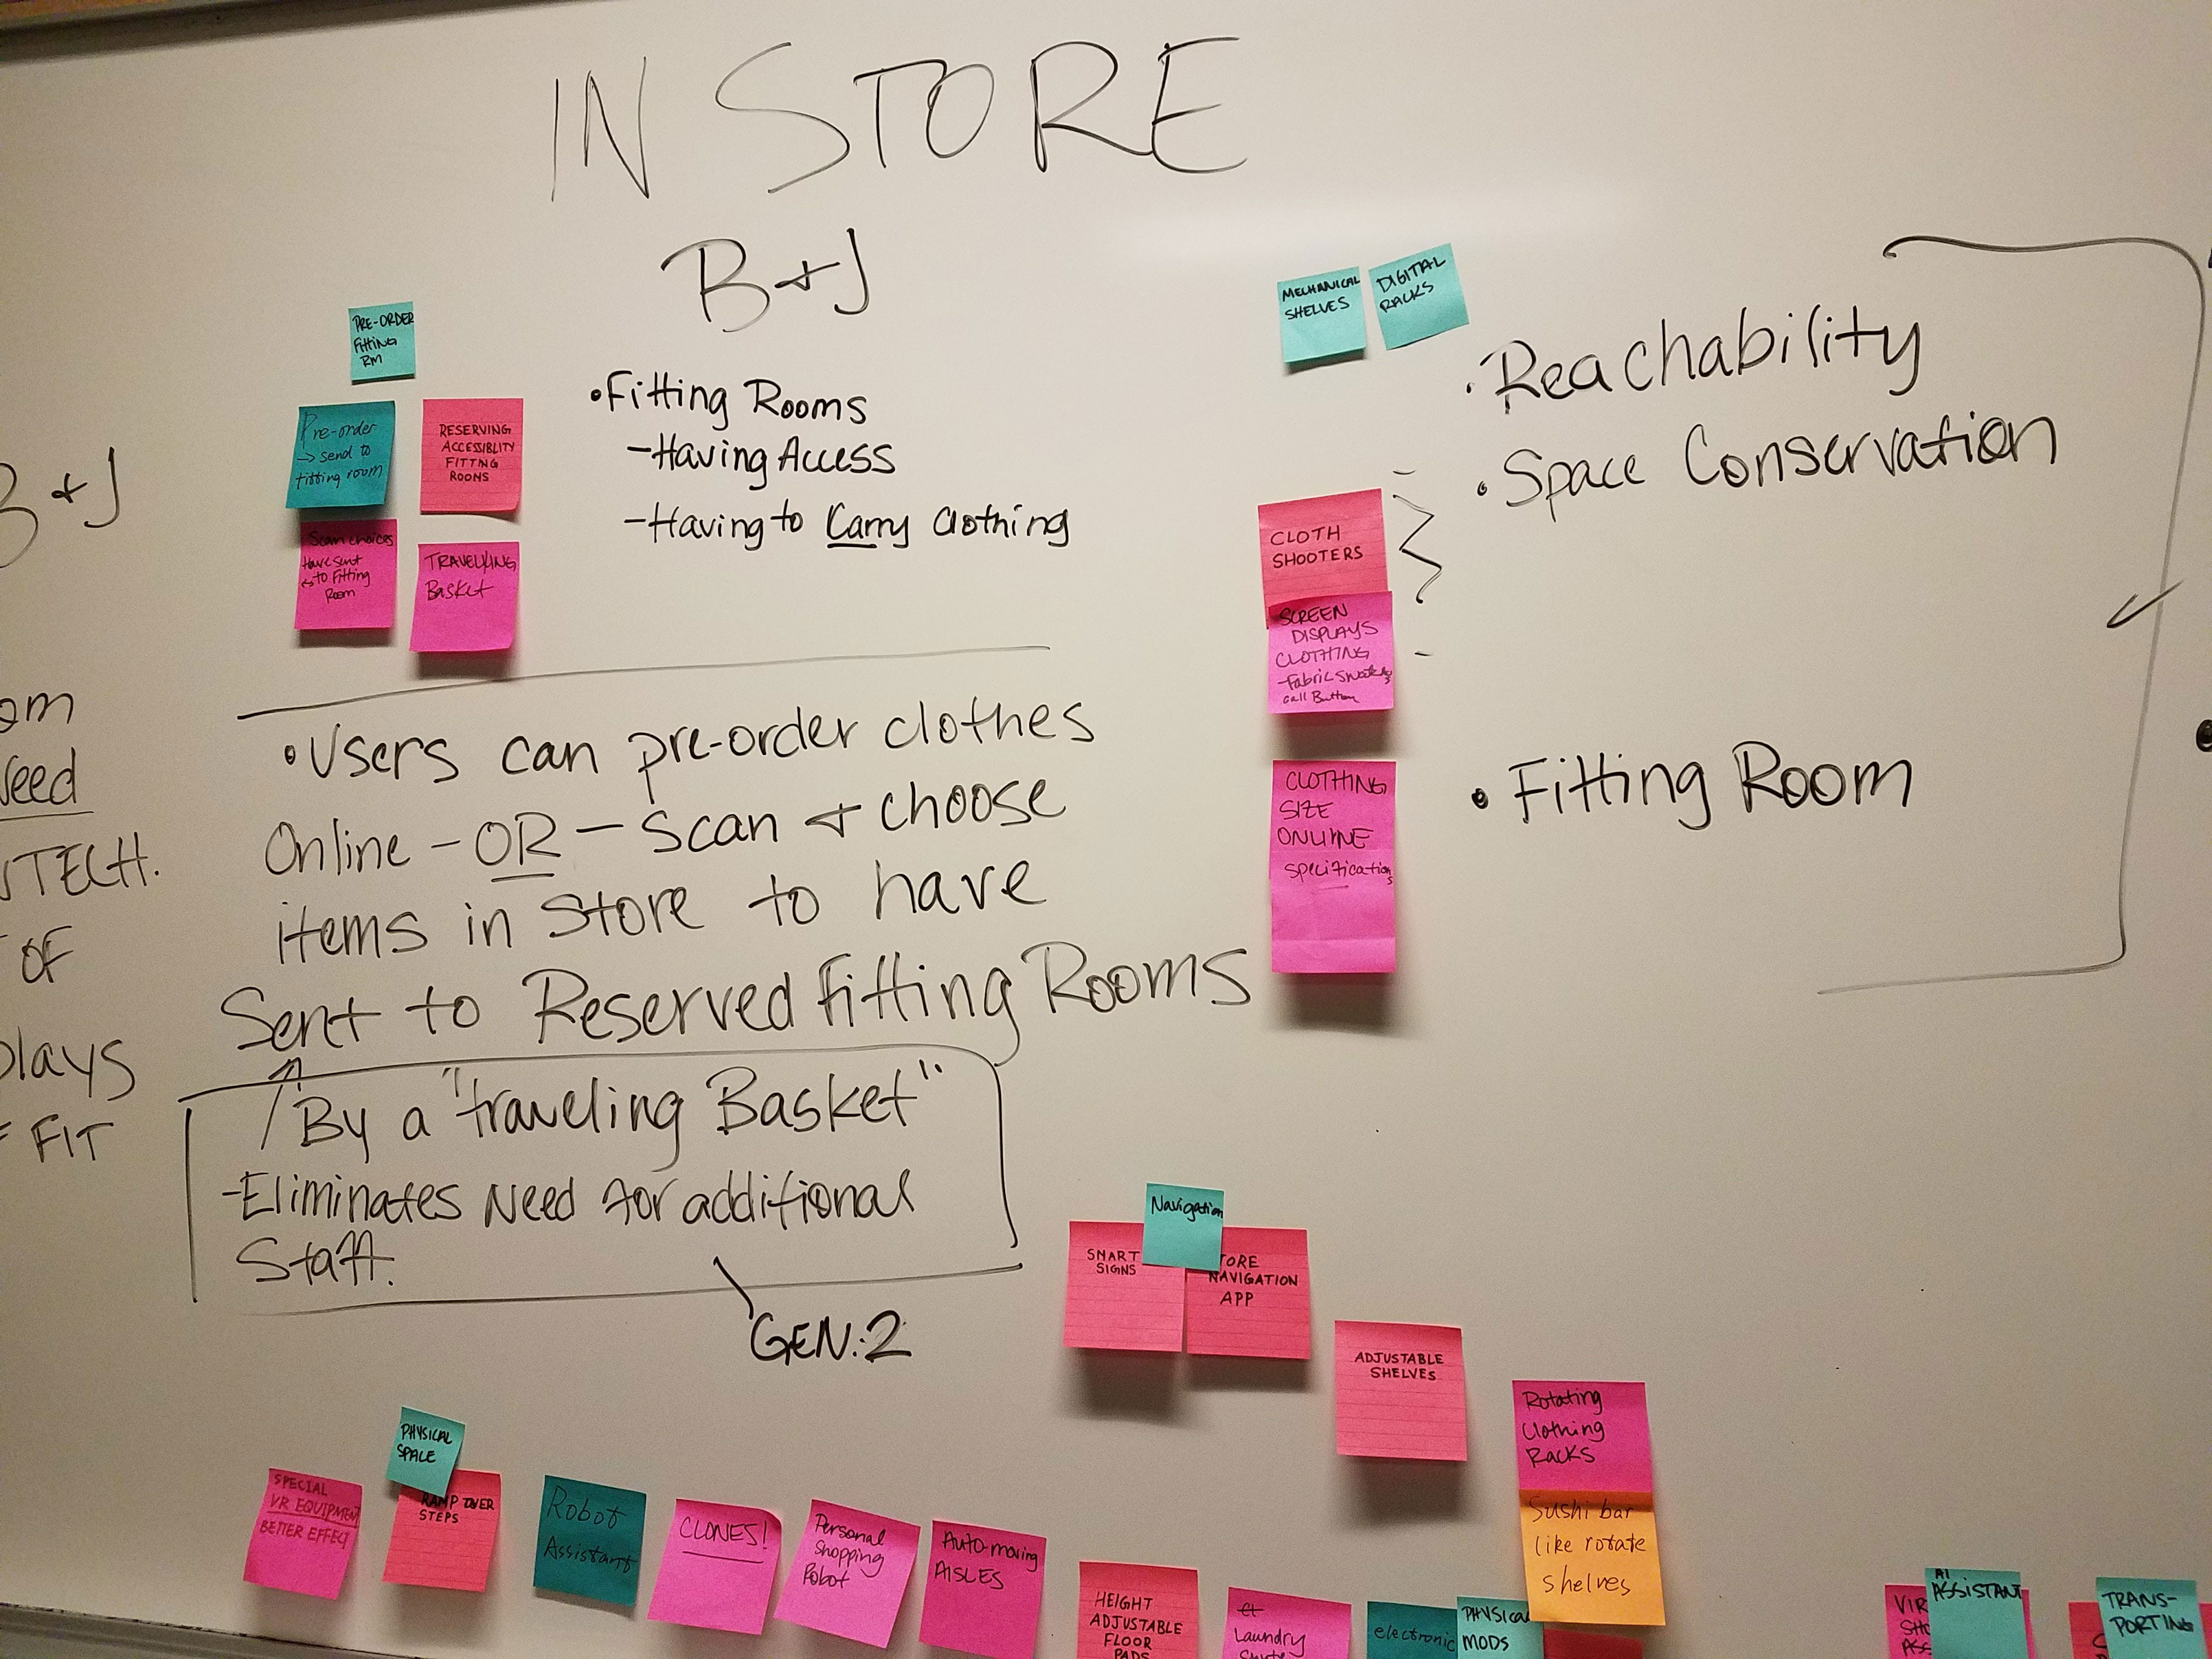 IN STORE
B + J
PRE-ORDER
Fitting
RM
Pre-order
→ send to
fitting room
RESERVING
ACCESSIBLITY
FITTNG
ROOMS
Scan choices
Have sent
to Fitting
Room
TRAVELING
Basket
•Fitting Rooms
-Having Access
-Having to Carry Clothing
MECHANICAL
SHELVES
DIGITAL
RACKS
•Reachability
•Space Conservation
CLOTH
SHOOTERS
SCREEN
DISPLAYS
CLOTHING
-Fabric
call Button
CLOTHING
SIZE
ONLINE
Specifications
•Fitting Room
B + J
om
eed
TECH.
OF
lays
FIT
•Users can pre-order clothes
Online - OR - Scan + choose
items in store to have
Sent to Reserved Fitting Rooms
By a "traveling Basket"
-Eliminates Need for additional
Staff.
GEN:2
Navigation
SMART
SIGNS
TORE
NAVIGATION
APP
ADJUSTABLE
SHELVES
Rotating
Clothing
Racks
Sushi bar
like rotate
shelves
PHYSICAL
SPACE
SPECIAL
VR EQUIPMENT
BETTER EFFECT
RAMP OVER
STEPS
Robot
Assistant
CLONES!
Personal
Shopping
Robot
Auto-moving
AISLES
HEIGHT
ADJUSTABLE
FLOOR
PADS
Laundry
electronic
PHYSICAL
MODS
VIR
SHO
ASS
AI
ASSISTANT
TRANS-
PORTING